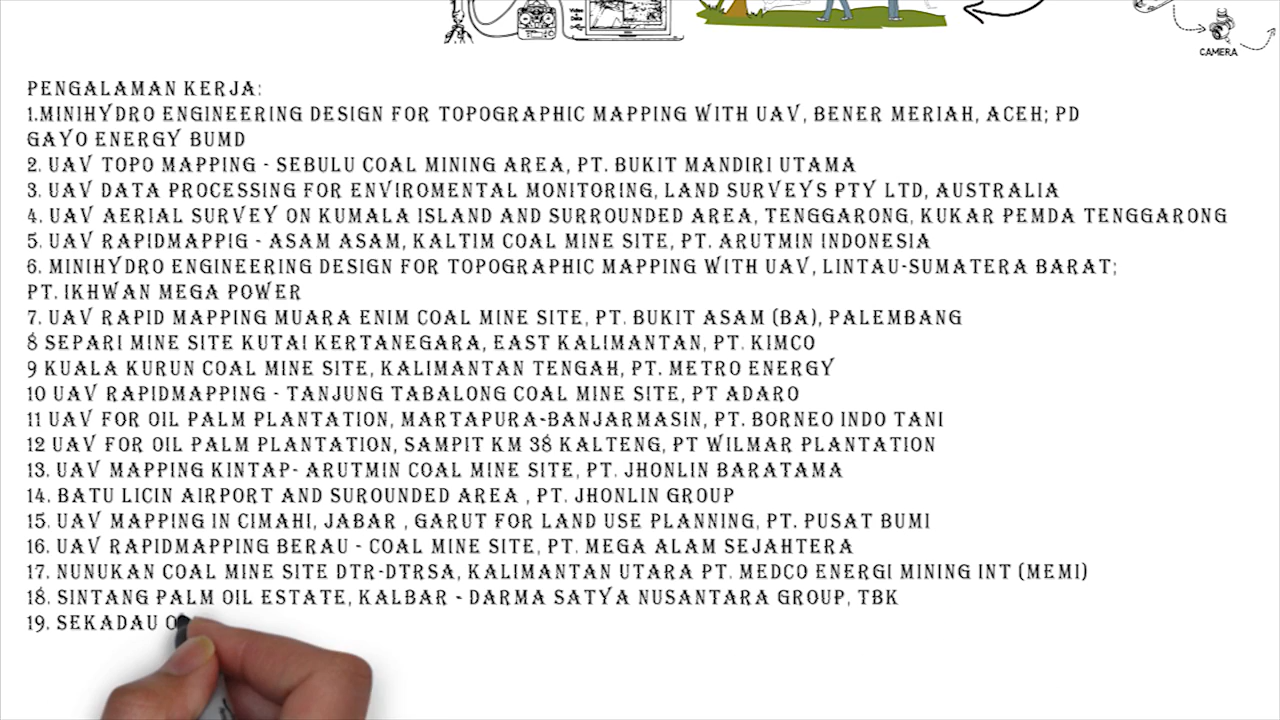 CAMERA
PENGALAMAN KERJA:
1.MINIHYDRO ENGINEERING DESIGN FOR TOPOGRAPHIC MAPPING WITH UAV, BENER MERIAH, ACEH; PD
GAYO ENERGY BUMD
2. UAV TOPO MAPPING - SEBULU COAL MINING AREA, PT. BUKIT MANDIRI UTAMA
3. UAV DATA PROCESSING FOR ENVIROMENTAL MONITORING, LAND SURVEYS PTY LTD, AUSTRALIA
4. UAV AERIAL SURVEY ON KUMALA ISLAND AND SURROUNDED AREA, TENGGARONG, KUKAR PEMDA TENGGARONG
5. UAV RAPIDMAPPIG - ASAM ASAM, KALTIM COAL MINE SITE, PT. ARUTMIN INDONESIA
6. MINIHYDRO ENGINEERING DESIGN FOR TOPOGRAPHIC MAPPING WITH UAV, LINTAU-SUMATERA BARAT;
PT. IKHWAN MEGA POWER
7. UAV RAPID MAPPING MUARA ENIM COAL MINE SITE, PT. BUKIT ASAM (BA), PALEMBANG
8 SEPARI MINE SITE KUTAI KERTANEGARA, EAST KALIMANTAN, PT. KIMCO
9 KUALA KURUN COAL MINE SITE, KALIMANTAN TENGAH, PT. METRO ENERGY
10 UAV RAPIDMAPPING - TANJUNG TABALONG COAL MINE SITE, PT ADARO
11 UAV FOR OIL PALM PLANTATION, MARTAPURA-BANJARMASIN, PT. BORNEO INDO TANI
12 UAV FOR OIL PALM PLANTATION, SAMPIT KM 38 KALTENG, PT WILMAR PLANTATION
13. UAV MAPPING KINTAP- ARUTMIN COAL MINE SITE, PT. JHONLIN BARATAMA
14. BATU LICIN AIRPORT AND SUROUNDED AREA , PT. JHONLIN GROUP
15. UAV MAPPING IN CIMAHI, JABAR , GARUT FOR LAND USE PLANNING, PT. PUSAT BUMI
16. UAV RAPIDMAPPING BERAU - COAL MINE SITE, PT. MEGA ALAM SEJAHTERA
17. NUNUKAN COAL MINE SITE DTR-DTRSA, KALIMANTAN UTARA PT. MEDCO ENERGI MINING INT (MEMI)
18. SINTANG PALM OIL ESTATE, KALBAR - DARMA SATYA NUSANTARA GROUP, TBK
19. SEKADAU O